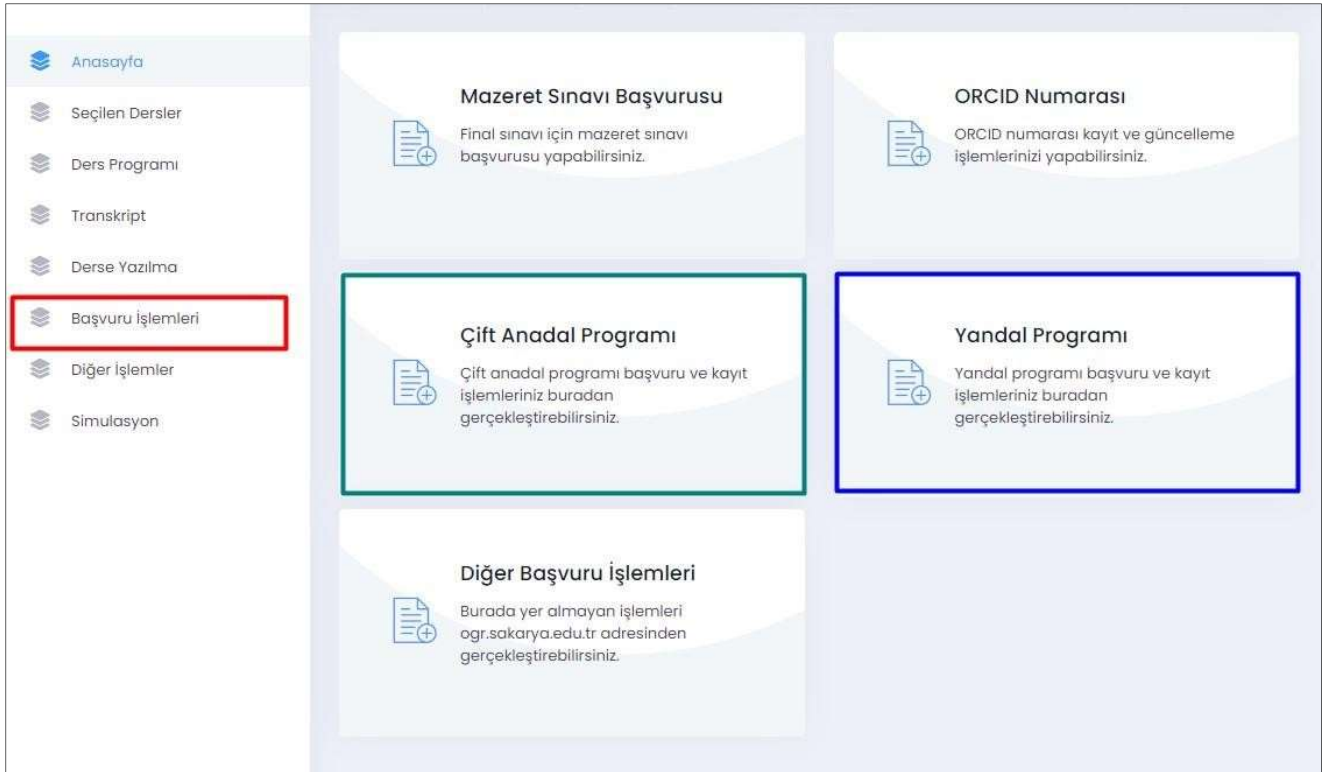 Anasayfa
Seçilen Dersler
Ders Programı
Transkript
Derse Yazılma
Başvuru İşlemleri
Diğer İşlemler
Simulasyon
Mazeret Sınavı Başvurusu
Final sınavı için mazeret sınavı
başvurusu yapabilirsiniz.
ORCID Numarası
ORCID numarası kayıt ve güncelleme
işlemlerinizi yapabilirsiniz.
Çift Anadal Programı
Çift anadal programı başvuru ve kayıt
işlemleriniz buradan
gerçekleştirebilirsiniz.
Yandal Programı
Yandal programı başvuru ve kayıt
işlemleriniz buradan
gerçekleştirebilirsiniz.
Diğer Başvuru İşlemleri
Burada yer almayan işlemleri
ogr.sakarya.edu.tr adresinden
gerçekleştirebilirsiniz.